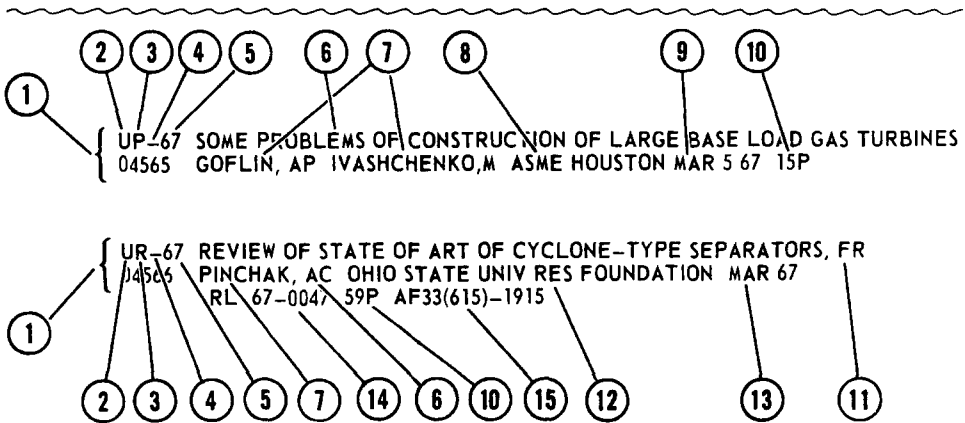 2 3 4 5 6 7 8 9 10
1
UP-67 SOME PROBLEMS OF CONSTRUCTION OF LARGE BASE LOAD GAS TURBINES
04565 GOFLIN, AP IVASHCHENKO,M ASME HOUSTON MAR 5 67 15P
UR-67 REVIEW OF STATE OF ART OF CYCLONE-TYPE SEPARATORS, FR
04566 PINCHAK, AC OHIO STATE UNIV RES FOUNDATION MAR 67
RL 67-0047 59P AF33(615)-1915
1
2 3 4 5 7 14 6 10 15 12 13 11